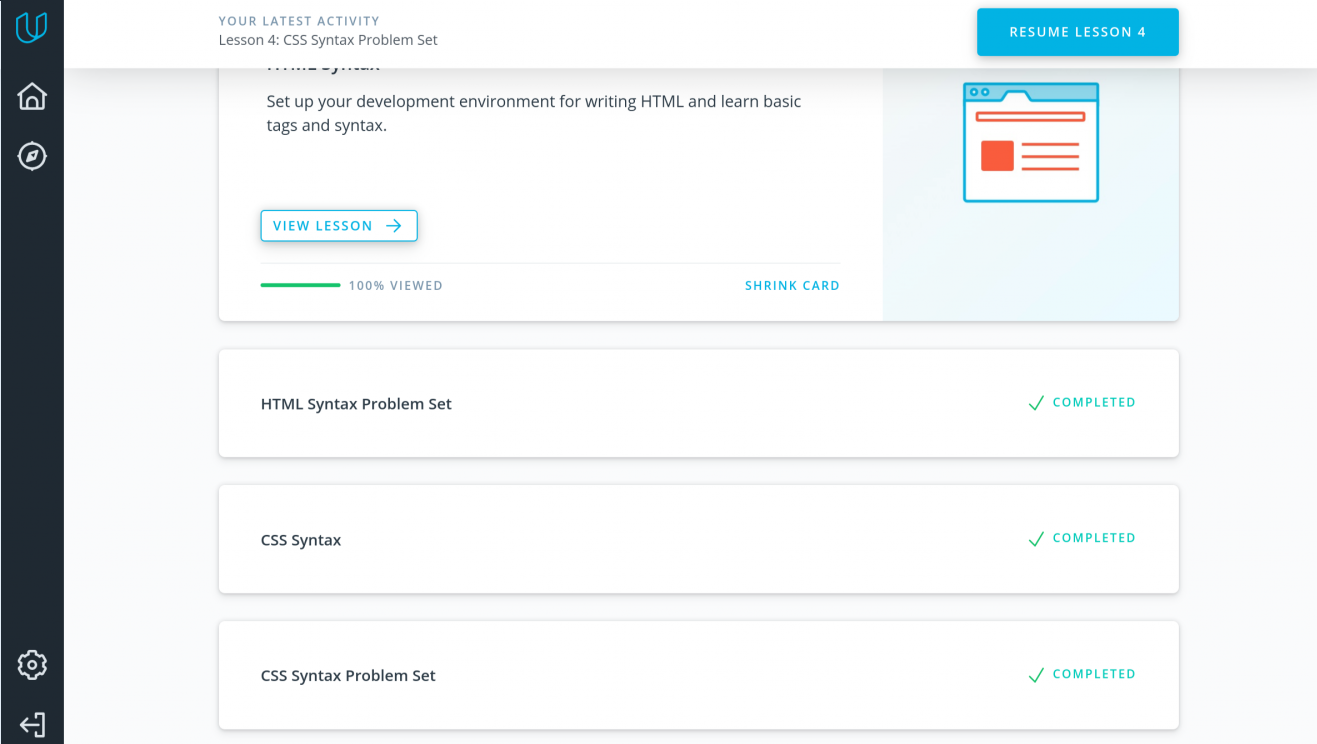 YOUR LATEST ACTIVITY
Lesson 4: CSS Syntax Problem Set
RESUME LESSON 4
HTML Syntax
Set up your development environment for writing HTML and learn basic
tags and syntax.
VIEW LESSON
100% VIEWED
SHRINK CARD
HTML Syntax Problem Set
COMPLETED
CSS Syntax
COMPLETED
CSS Syntax Problem Set
COMPLETED